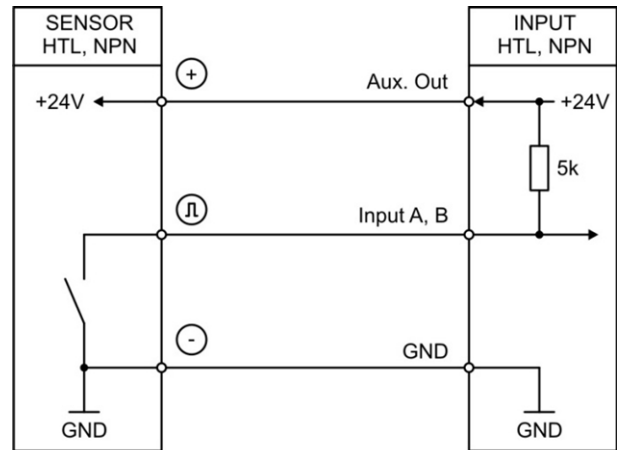 SENSOR
HTL, NPN
INPUT
HTL, NPN
+
Aux. Out
+24V
+24V
5k
Input A, B
-
GND
GND
GND